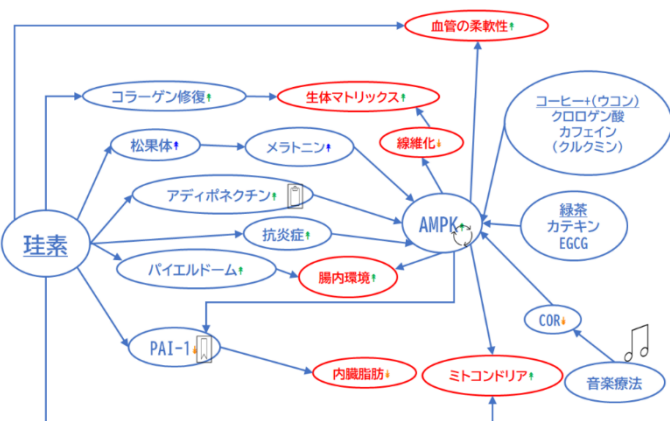 血管の柔軟性
コラーゲン修復
生体マトリックス
コーヒー+(ウコン)
クロロゲン酸
カフェイン
(クルクミン)
松果体
メラトニン
線維化
アディポネクチン
AMPK
緑茶
カテキン
EGCG
珪素
抗炎症
パイエルドーム
腸内環境
COR
PAI-1
内臓脂肪
ミトコンドリア
音楽療法